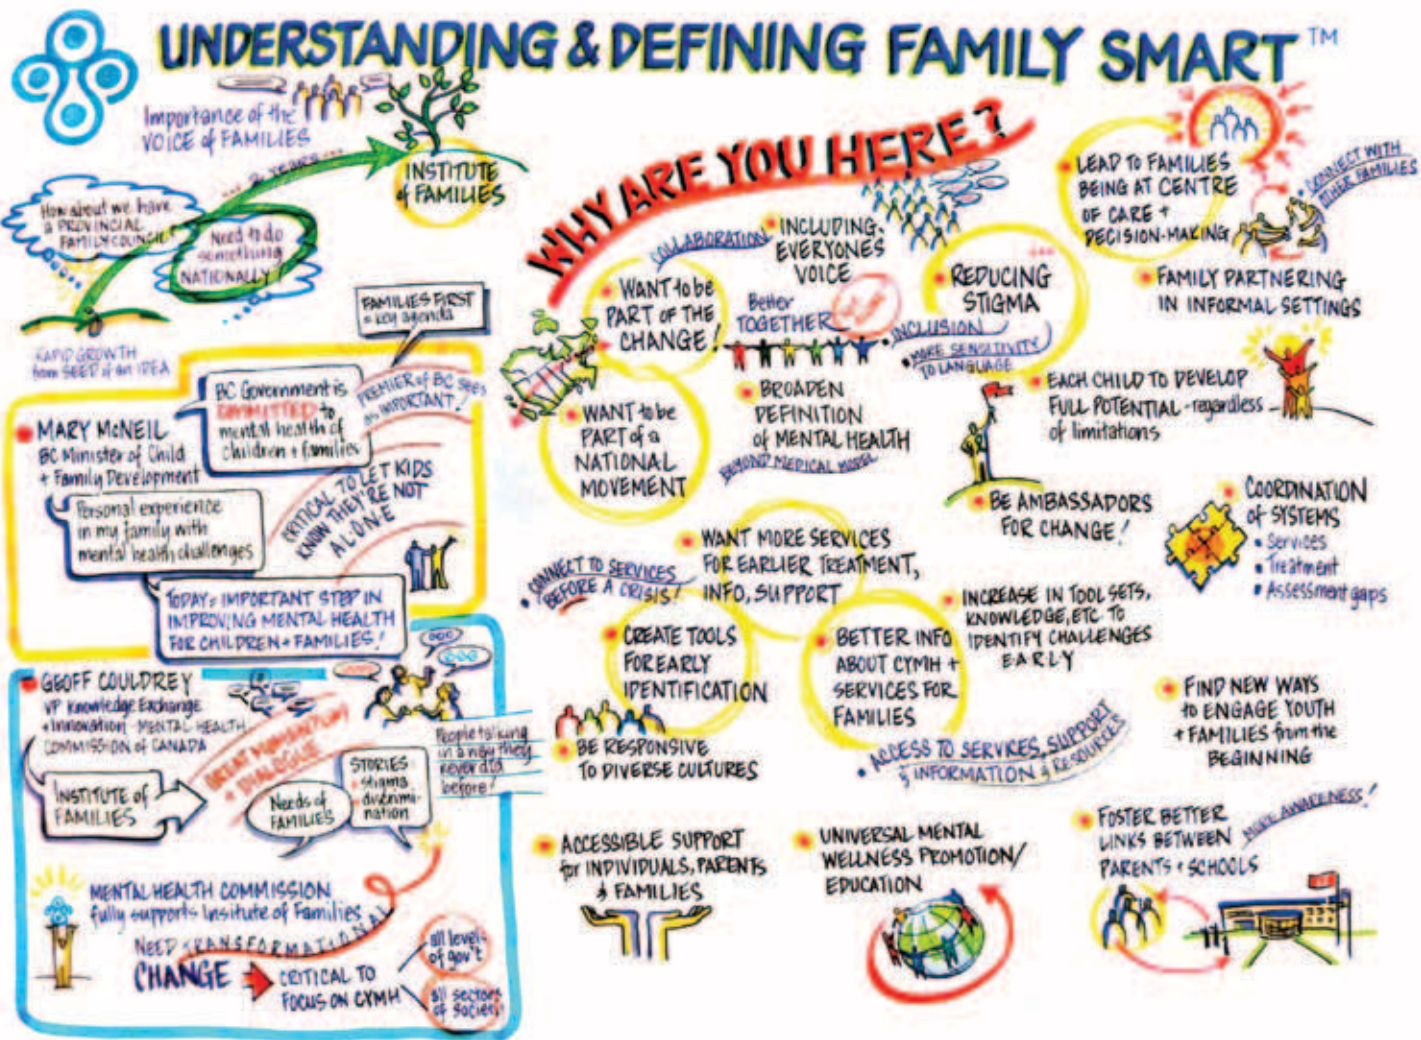 UNDERSTANDING & DEFINING FAMILY SMART™
Importance of the
VOICE of FAMILIES
... 2 YEARS ...
INSTITUTE
of FAMILIES
How about we have
a PROVINCIAL
FAMILY COUNCIL
Need to do
something
NATIONALLY!
RAPID GROWTH
from SEED of an IDEA
FAMILIES FIRST
= key agenda
BC Government is
COMMITTED to
mental health of
children + families
PREMIER of BC sees
as IMPORTANT!
MARY McNEIL
BC Minister of Child
+ Family Development
Personal experience
in my family with
mental health challenges
CRITICAL TO LET KIDS
KNOW THEY'RE NOT
ALONE
TODAY = IMPORTANT STEP IN
IMPROVING MENTAL HEALTH
FOR CHILDREN + FAMILIES!
GEOFF COULDREY
VP Knowledge Exchange
+ Innovation - MENTAL HEALTH
COMMISSION of CANADA
INSTITUTE of
FAMILIES
GREAT
+ DIALOGUE
Needs of
FAMILIES
STORIES
stigma
discrimi-
nation
People talking
in a way they
never did
before!
MENTAL HEALTH COMMISSION
fully supports Insitute of Families
NEED TRANSFORMATIONAL
CHANGE
CRITICAL TO
FOCUS ON CYMH
all levels
of gov't
all sectors
of society
WHY ARE YOU HERE?
COLLABORATION
INCLUDING
EVERYONES
VOICE
WANT to be
PART OF THE
CHANGE!
Better
TOGETHER
REDUCING
STIGMA
INCLUSION
MORE SENSITIVITY
TO LANGUAGE
LEAD TO FAMILIES
BEING AT CENTRE
OF CARE +
DECISION-MAKING
CONNECT WITH
OTHER FAMILIES
FAMILY PARTNERING
IN INFORMAL SETTINGS
WANT to be
PART of a
NATIONAL
MOVEMENT
BROADEN
DEFINITION
of MENTAL HEALTH
BEYOND MEDICAL MODEL
EACH CHILD TO DEVELOP
FULL POTENTIAL - regardless
of limitations
BE AMBASSADORS
FOR CHANGE!
COORDINATION
of SYSTEMS
Services
Treatment
Assessment gaps
WANT MORE SERVICES
FOR EARLIER TREATMENT,
INFO, SUPPORT
CONNECT TO SERVICES
BEFORE A CRISIS!
INCREASE IN TOOL SETS,
KNOWLEDGE, ETC TO
IDENTIFY CHALLENGES
EARLY
CREATE TOOLS
FOR EARLY
IDENTIFICATION
BETTER INFO
ABOUT CYMH +
SERVICES FOR
FAMILIES
FIND NEW WAYS
to ENGAGE YOUTH
+ FAMILIES from the
BEGINNING
BE RESPONSIVE
TO DIVERSE CULTURES
ACCESS TO SERVICES, SUPPORT
& INFORMATION & RESOURCES
ACCESSIBLE SUPPORT
for INDIVIDUALS, PARENTS
& FAMILIES
UNIVERSAL MENTAL
WELLNESS PROMOTION/
EDUCATION
FOSTER BETTER
LINKS BETWEEN
PARENTS + SCHOOLS
MORE AWARENESS!